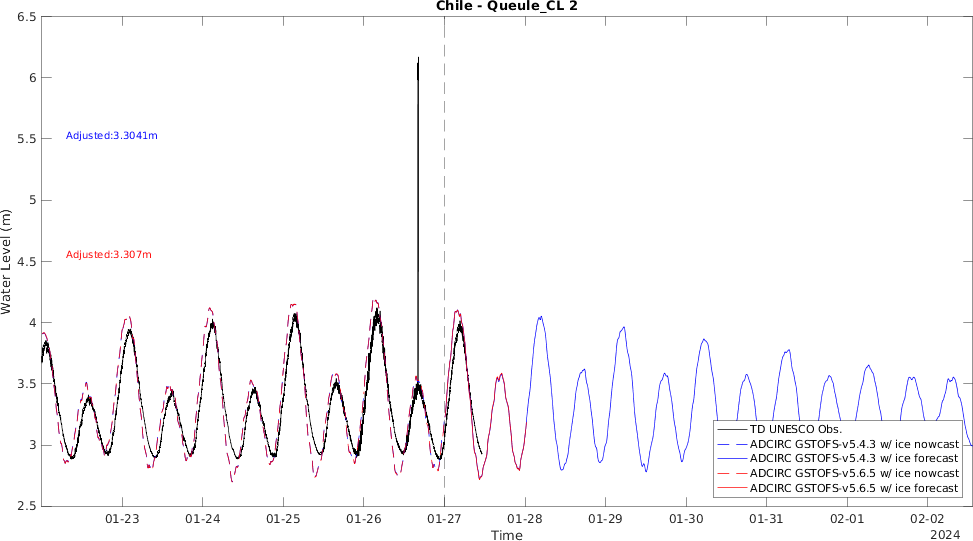 Chile - Queule_CL 2
6.5
6
5.5
5
4.5
4
3.5
3
2.5
Water Level (m)
Adjusted:3.3041m
Adjusted:3.307m
TD UNESCO Obs.
ADCIRC GSTOFS-v5.4.3 w/ ice nowcast
ADCIRC GSTOFS-v5.4.3 w/ ice forecast
ADCIRC GSTOFS-v5.6.5 w/ ice nowcast
ADCIRC GSTOFS-v5.6.5 w/ ice forecast
01-23 01-24 01-25 01-26 01-27 01-28 01-29 01-30 01-31 02-01 02-02
Time
2024